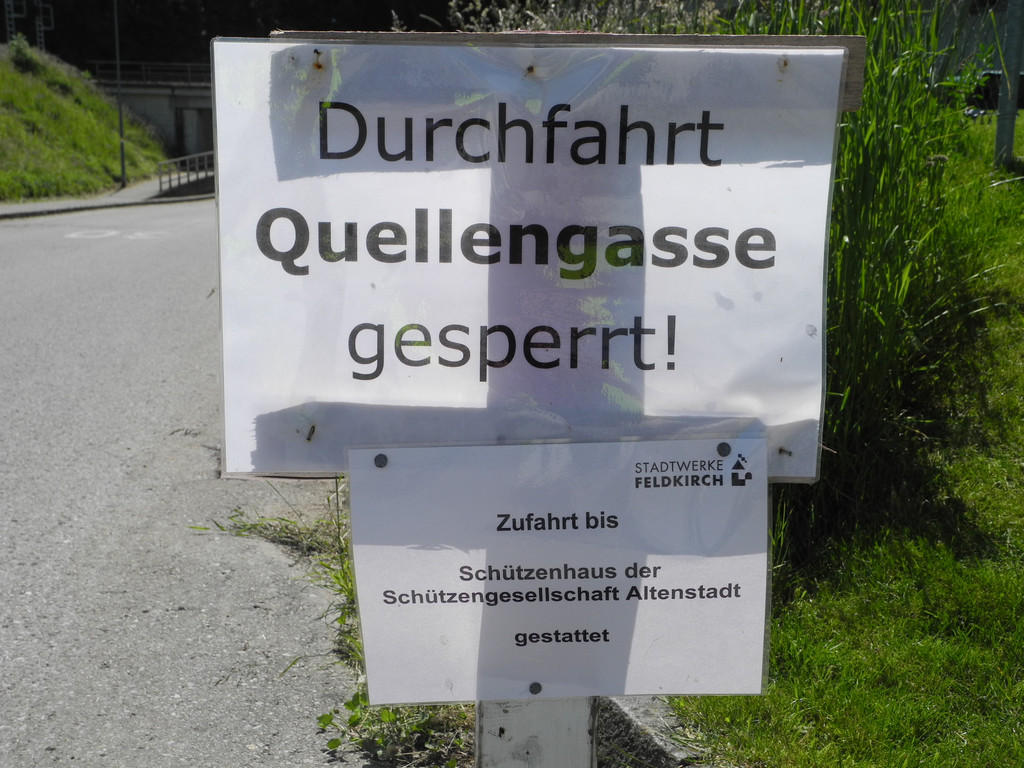 Durchfahrt
Quellengasse
gesperrt!
STADTWERKE
FELDKIRCH
Zufahrt bis
Schützenhaus der
Schützengesellschaft Altenstadt
gestattet